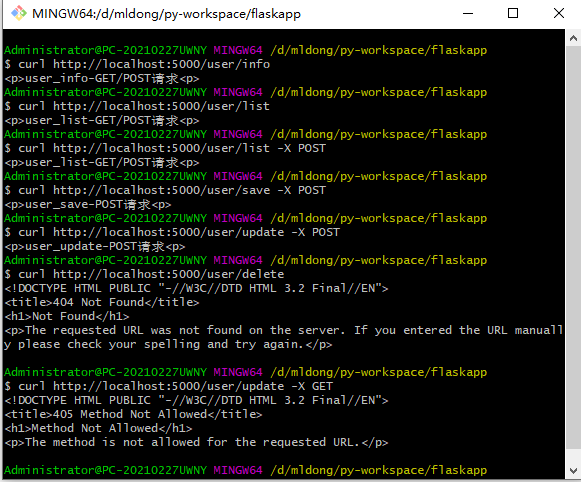 MINGW64:/d/mldong/py-workspace/flaskapp
Administrator@PC-20210227UWNY MINGW64 /d/mldong/py-workspace/flaskapp
$ curl http://localhost:5000/user/info
<p>user_info-GET/POST请求<p>
Administrator@PC-20210227UWNY MINGW64 /d/mldong/py-workspace/flaskapp
$ curl http://localhost:5000/user/list
<p>user_list-GET/POST请求<p>
Administrator@PC-20210227UWNY MINGW64 /d/mldong/py-workspace/flaskapp
$ curl http://localhost:5000/user/list -X POST
<p>user_list-GET/POST请求<p>
Administrator@PC-20210227UWNY MINGW64 /d/mldong/py-workspace/flaskapp
$ curl http://localhost:5000/user/save -X POST
<p>user_save-POST请求<p>
Administrator@PC-20210227UWNY MINGW64 /d/mldong/py-workspace/flaskapp
$ curl http://localhost:5000/user/update -X POST
<p>user_update-POST请求<p>
Administrator@PC-20210227UWNY MINGW64 /d/mldong/py-workspace/flaskapp
$ curl http://localhost:5000/user/delete
<!DOCTYPE HTML PUBLIC "-//W3C//DTD HTML 3.2 Final//EN">
<title>404 Not Found</title>
<h1>Not Found</h1>
<p>The requested URL was not found on the server. If you entered the URL manuall
y please check your spelling and try again.</p>
Administrator@PC-20210227UWNY MINGW64 /d/mldong/py-workspace/flaskapp
$ curl http://localhost:5000/user/update -X GET
<!DOCTYPE HTML PUBLIC "-//W3C//DTD HTML 3.2 Final//EN">
<title>405 Method Not Allowed</title>
<h1>Method Not Allowed</h1>
<p>The method is not allowed for the requested URL.</p>
Administrator@PC-20210227UWNY MINGW64 /d/mldong/py-workspace/flaskapp